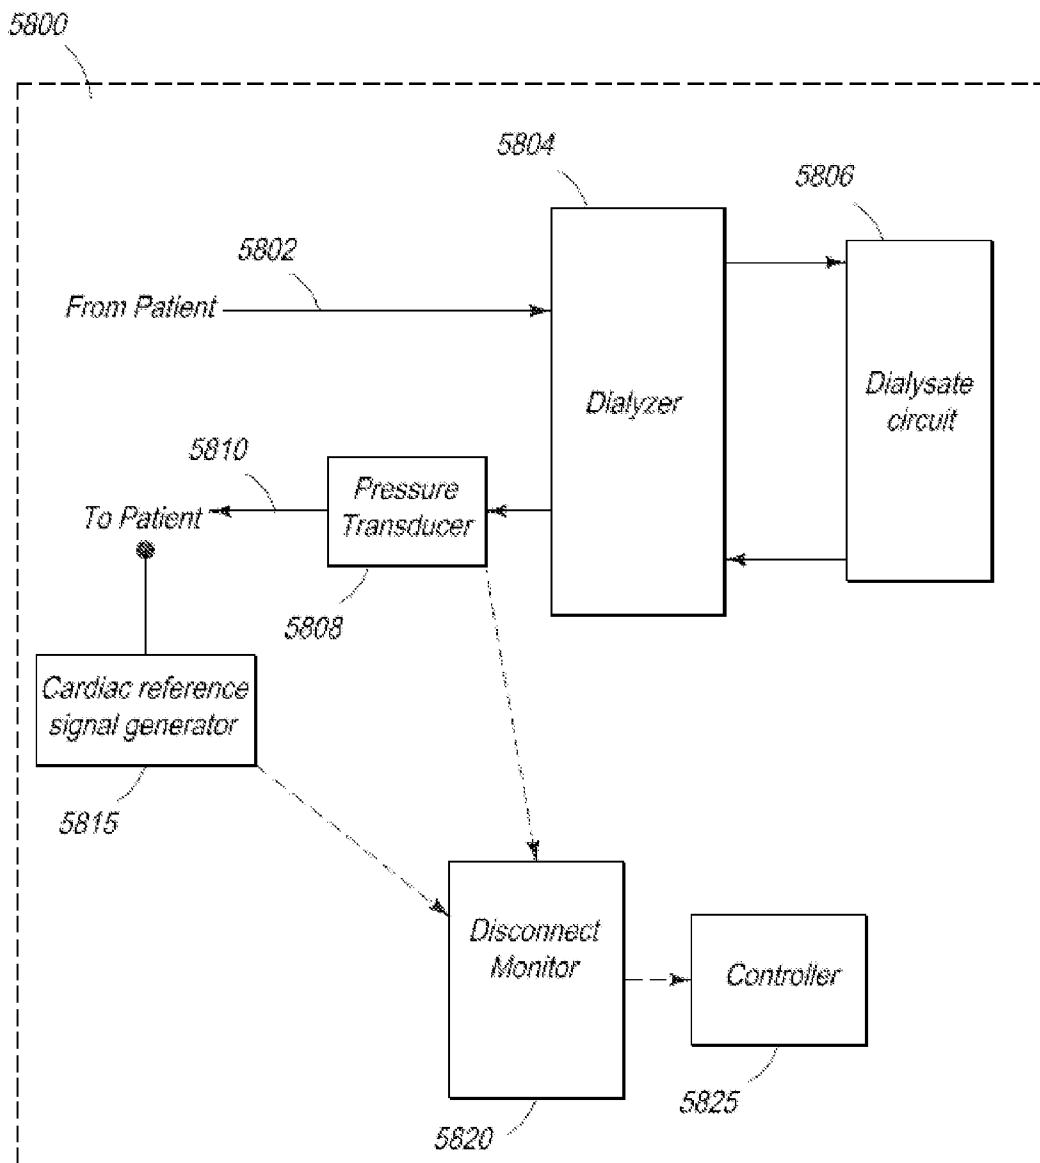 5800
5804
5806
5802
From Patient
Dialyzer
Dialysate
circuit
5810
Pressure
Transducer
To Patient
5808
Cardiac reference
signal generator
5815
Disconnect
Monitor
Controller
5825
5820